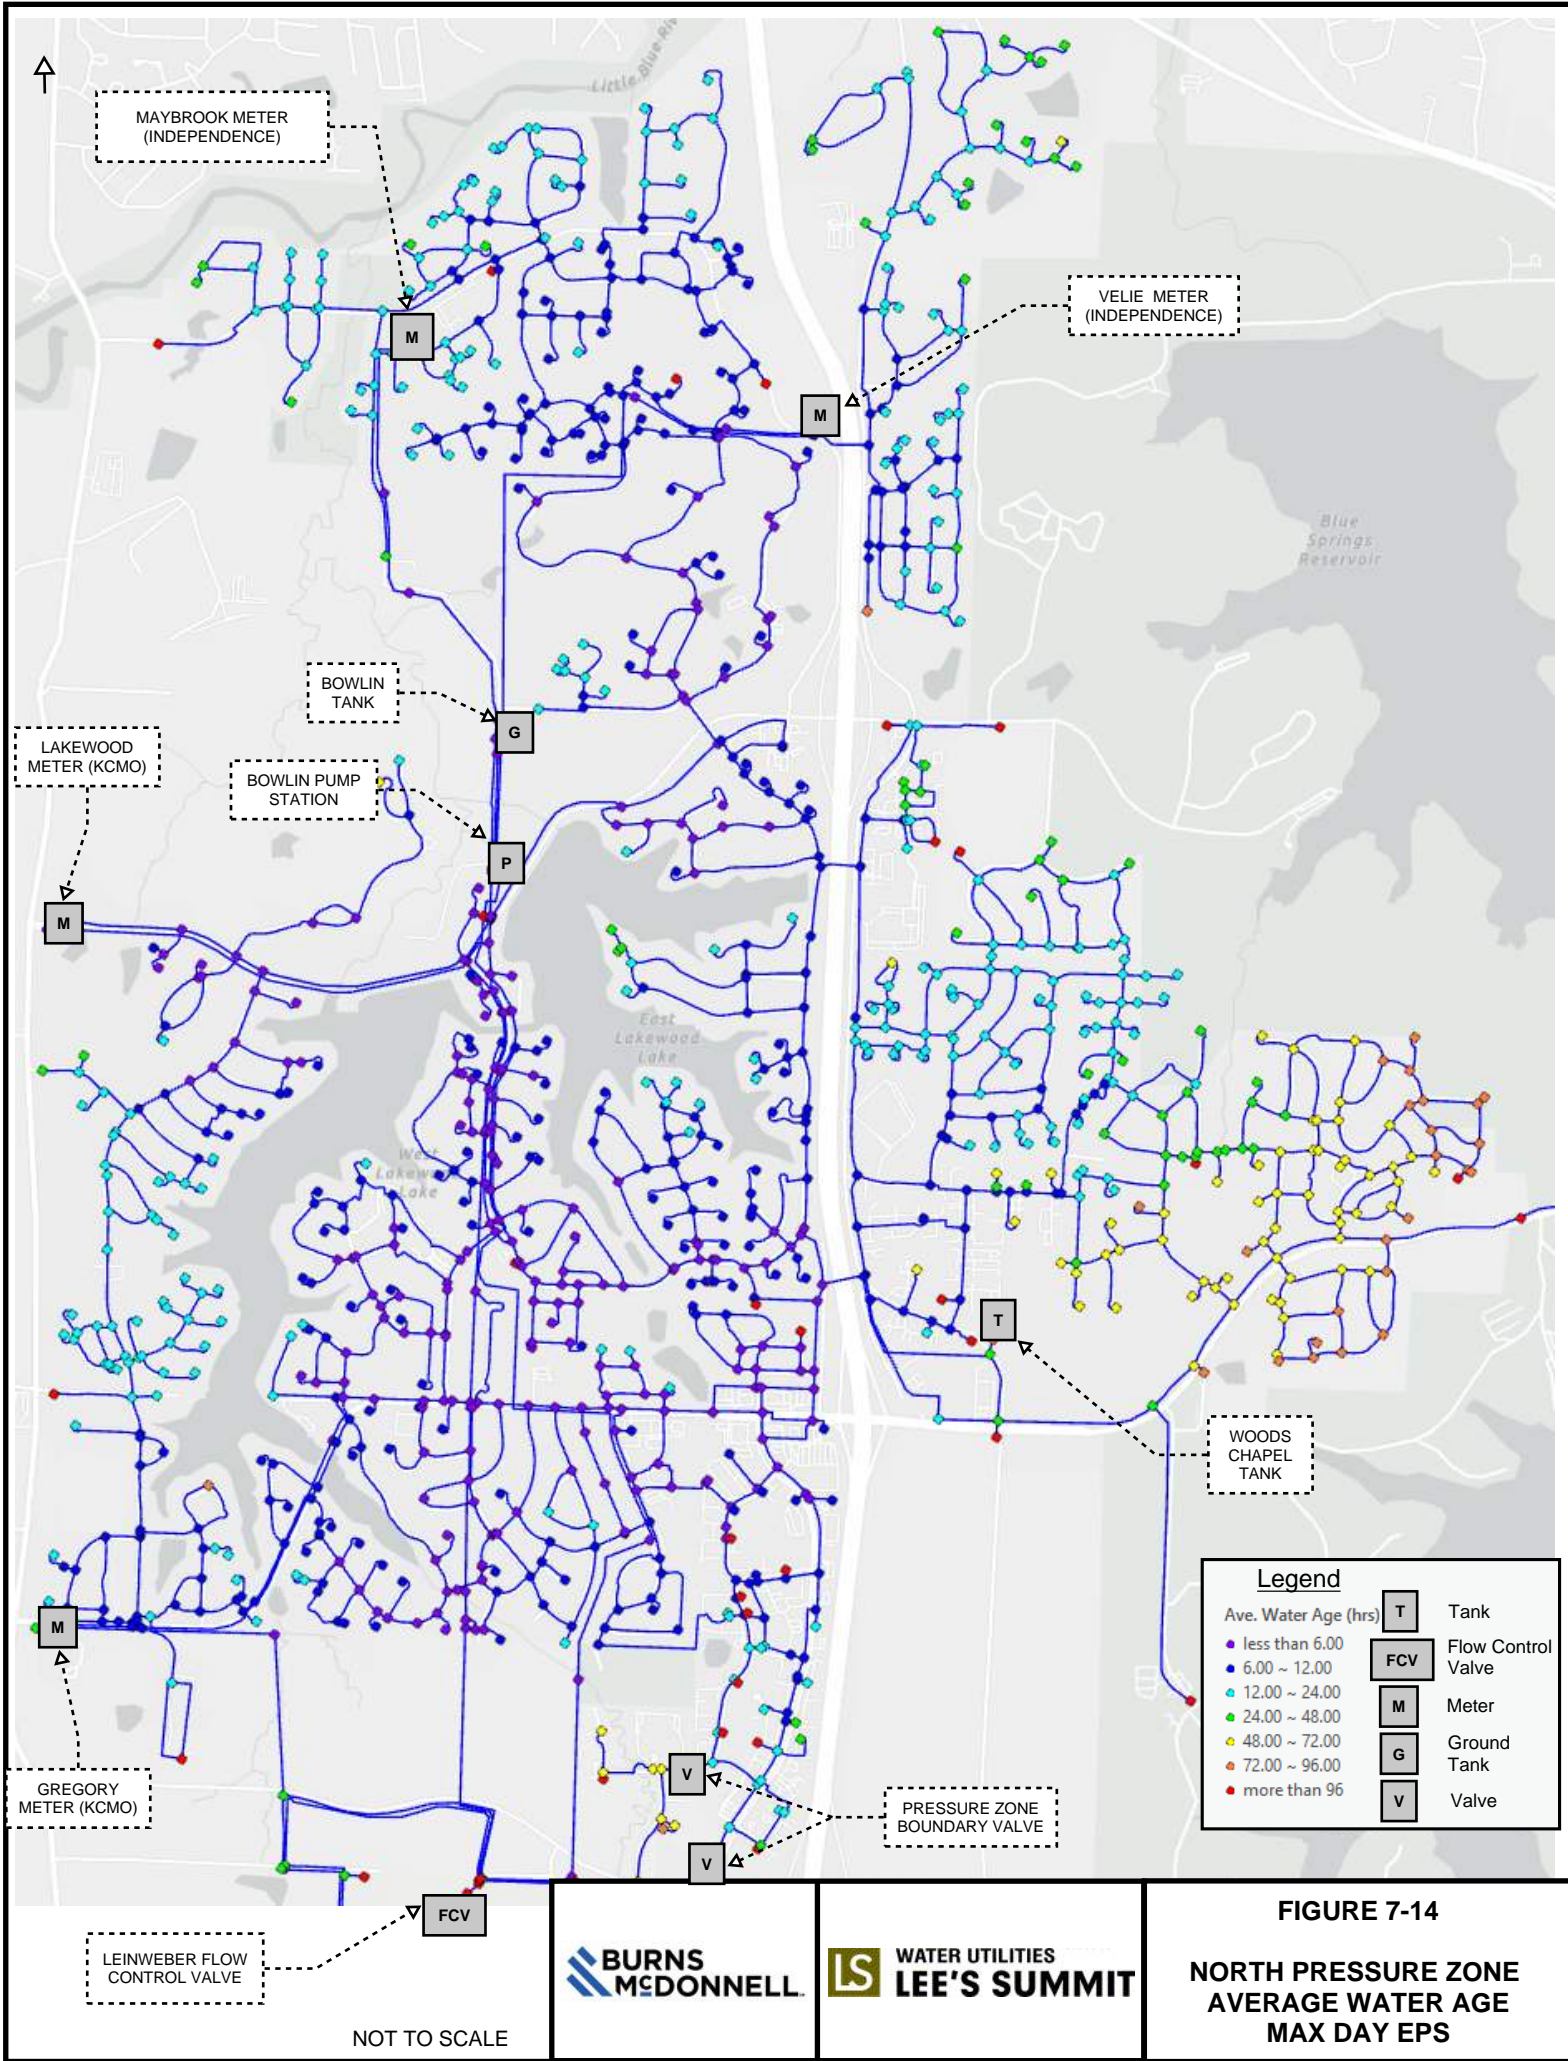 Little Blue Riv
MAYBROOK METER
(INDEPENDENCE)
M
VELIE METER
(INDEPENDENCE)
M
Blue
Springs
Reservoir
BOWLIN
TANK
G
LAKEWOOD
METER (KCMO)
BOWLIN PUMP
STATION
P
M
East
Lakewood
Lake
West
Lakewood
Lake
T
WOODS
CHAPEL
TANK
M
GREGORY
METER (KCMO)
V
V
PRESSURE ZONE
BOUNDARY VALVE
FCV
LEINWEBER FLOW
CONTROL VALVE
NOT TO SCALE
Legend
Ave. Water Age (hrs)
less than 6.00
6.00 ~ 12.00
12.00 ~ 24.00
24.00 ~ 48.00
48.00 ~ 72.00
72.00 ~ 96.00
more than 96
T Tank
FCV Flow Control
Valve
M Meter
G Ground
Tank
V Valve
BURNS
McDONNELL
LS WATER UTILITIES
LEE'S SUMMIT
FIGURE 7-14
NORTH PRESSURE ZONE
AVERAGE WATER AGE
MAX DAY EPS